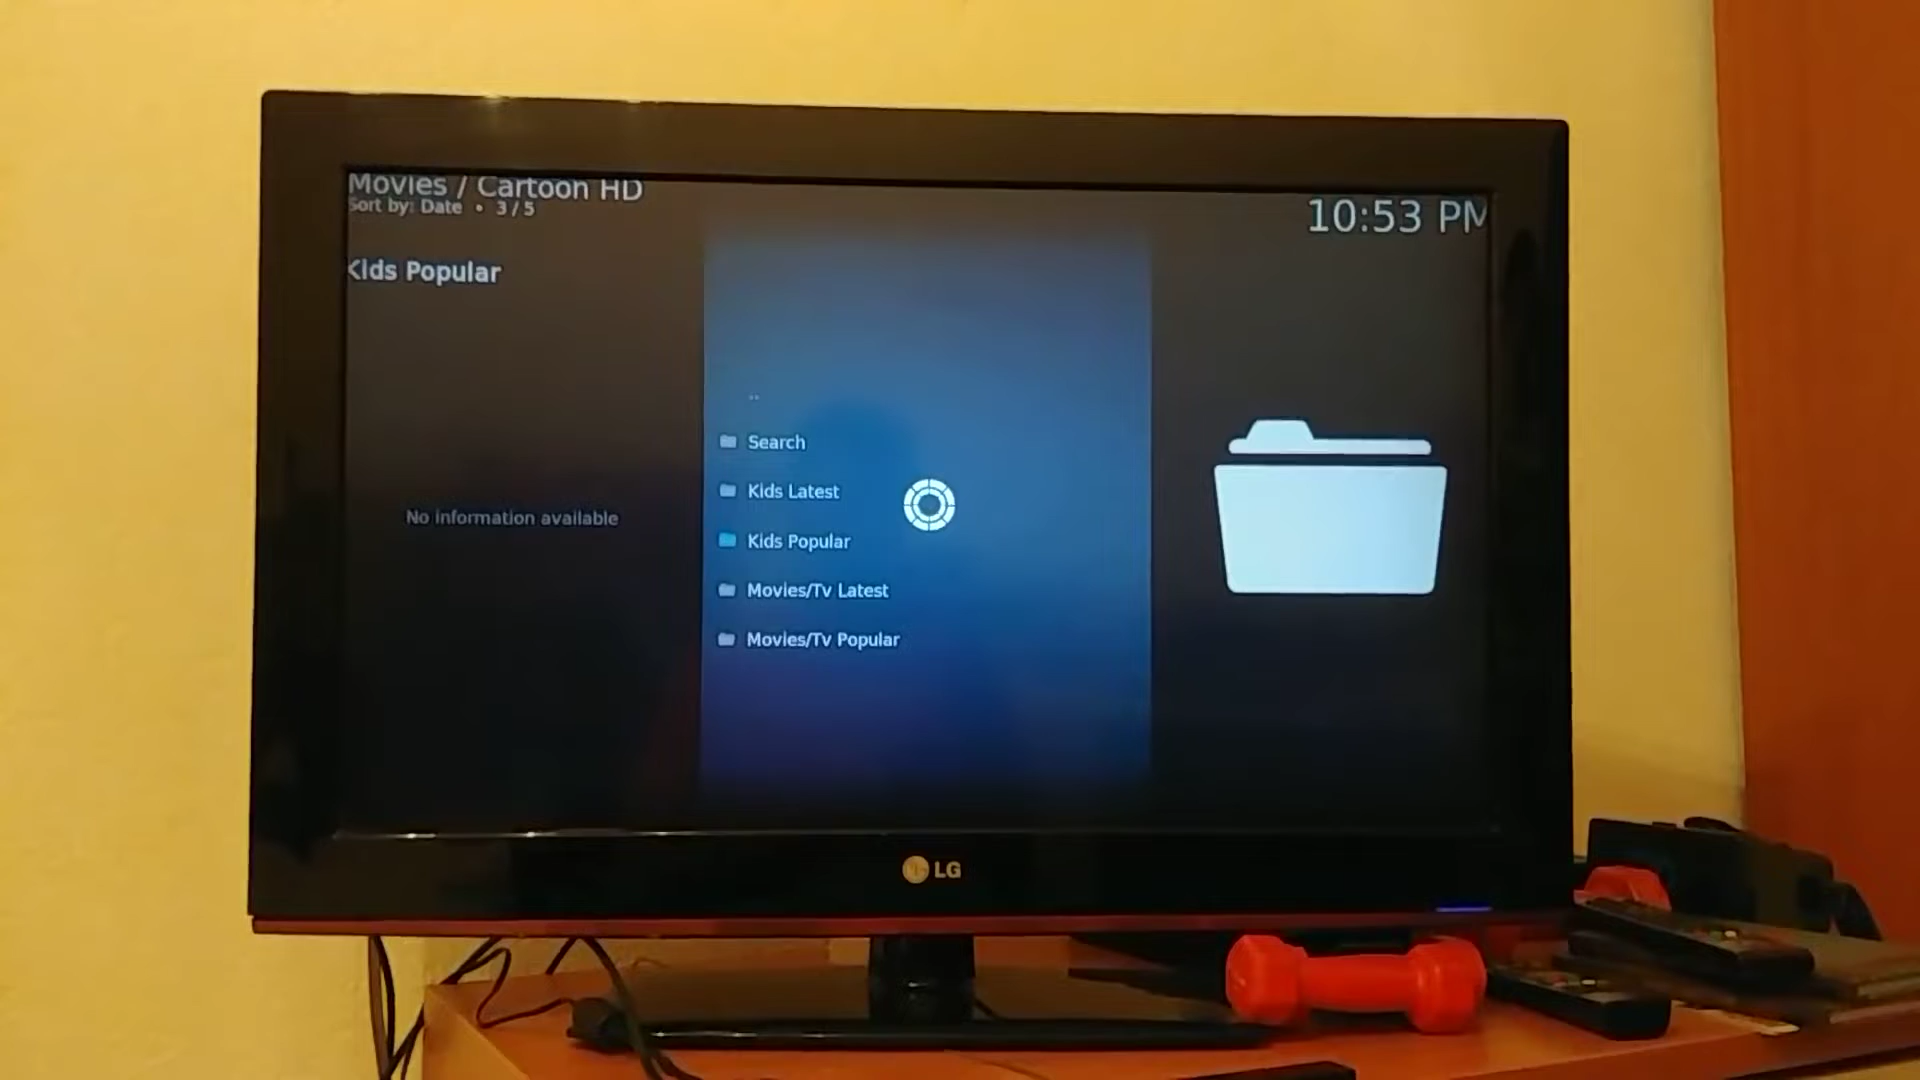 Movies / Cartoon HD
Sort by: Date • 3 / 5
10:53 PM
Kids Popular
..
Search
Kids Latest
Kids Popular
Movies/Tv Latest
Movies/Tv Popular
No information available
LG